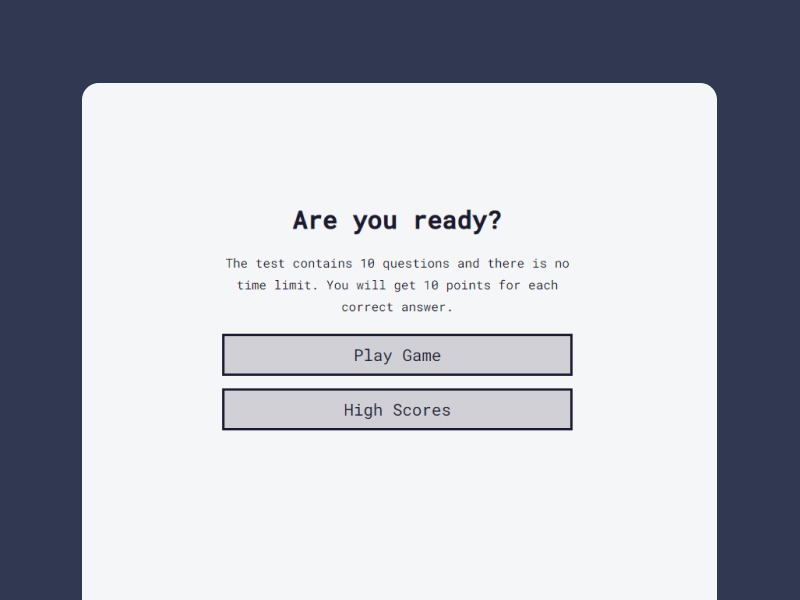 Are you ready?
The test contains 10 questions and there is no
time limit. You will get 10 points for each
correct answer.
Play Game
High Scores